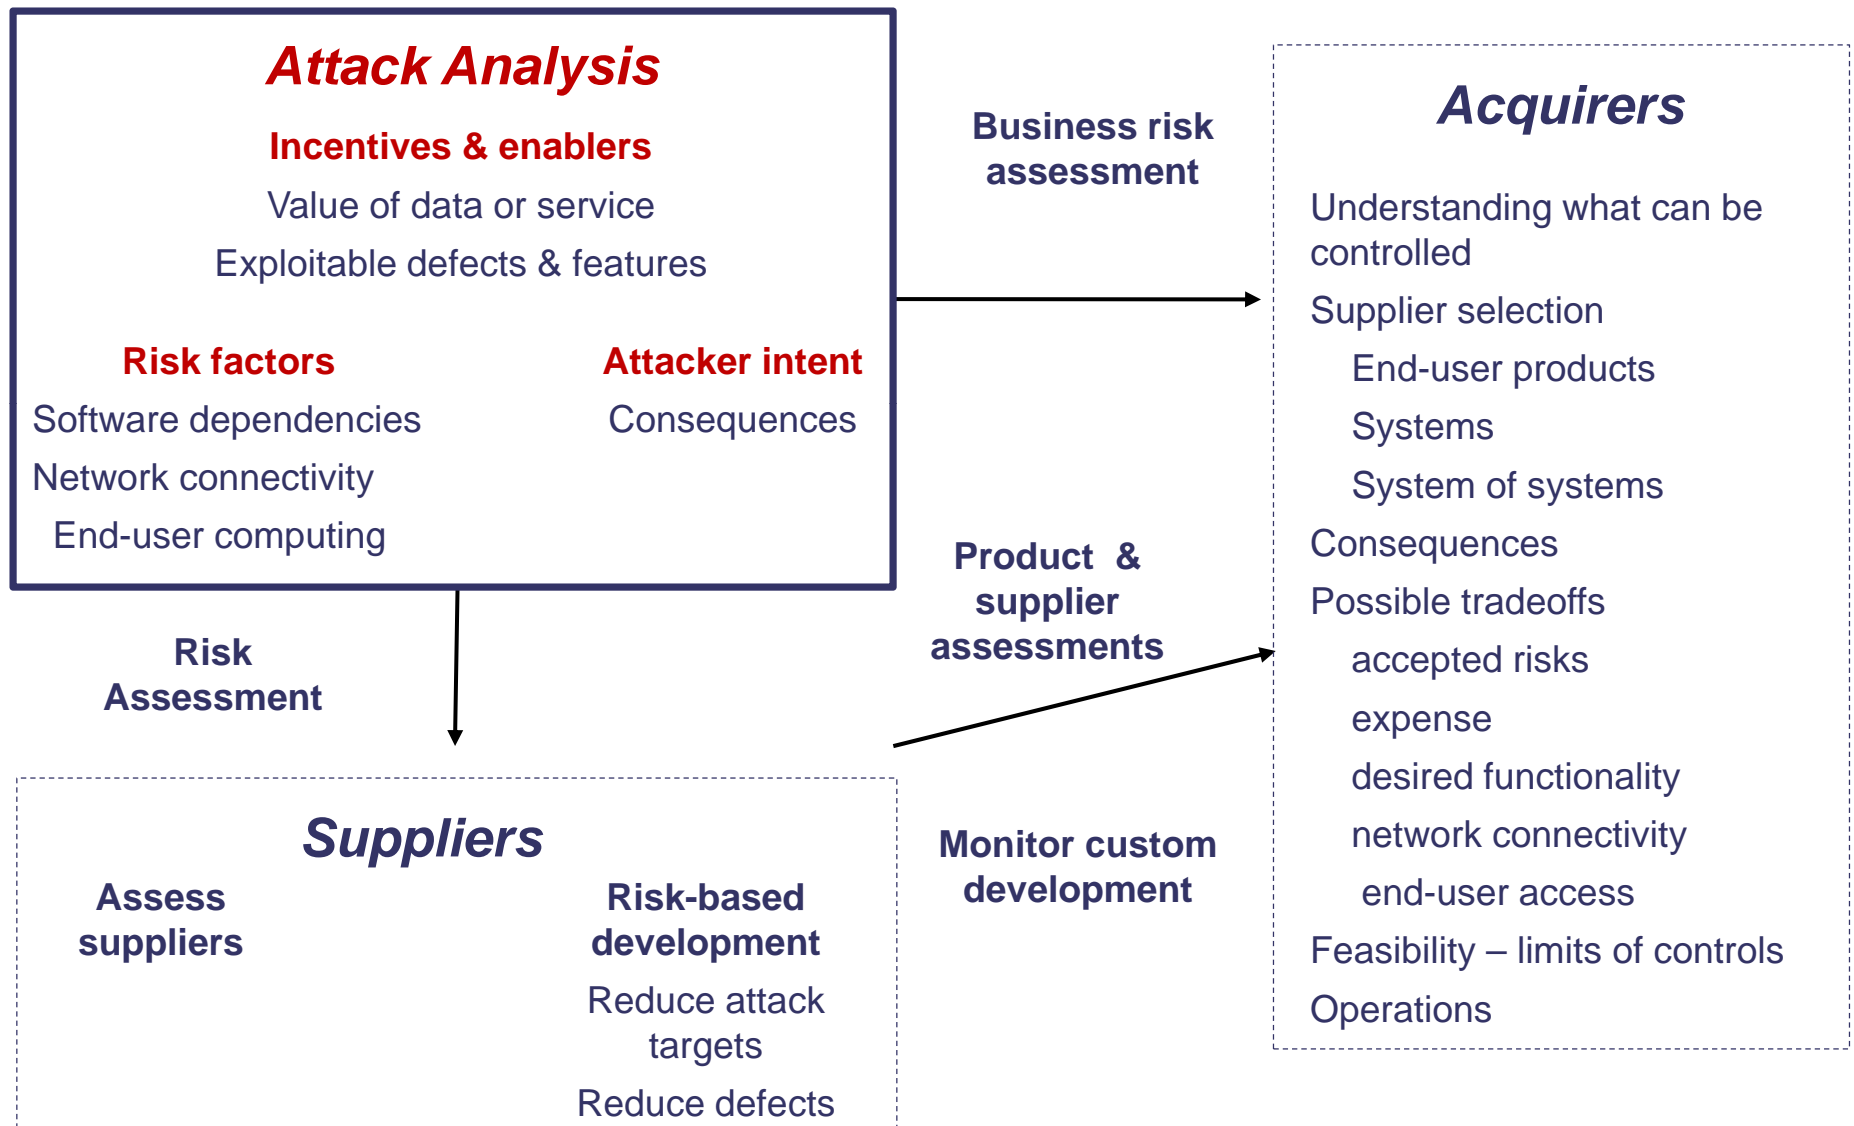 Attack Analysis
Incentives & enablers
Value of data or service
Exploitable defects & features
Risk factors
Software dependencies
Network connectivity
End-user computing
Attacker intent
Consequences
Business risk
assessment
Acquirers
Understanding what can be
controlled
Supplier selection
End-user products
Systems
System of systems
Consequences
Possible tradeoffs
accepted risks
expense
desired functionality
network connectivity
end-user access
Feasibility – limits of controls
Operations
Product &
supplier
assessments
Risk
Assessment
Suppliers
Assess
suppliers
Risk-based
development
Reduce attack
targets
Reduce defects
Monitor custom
development